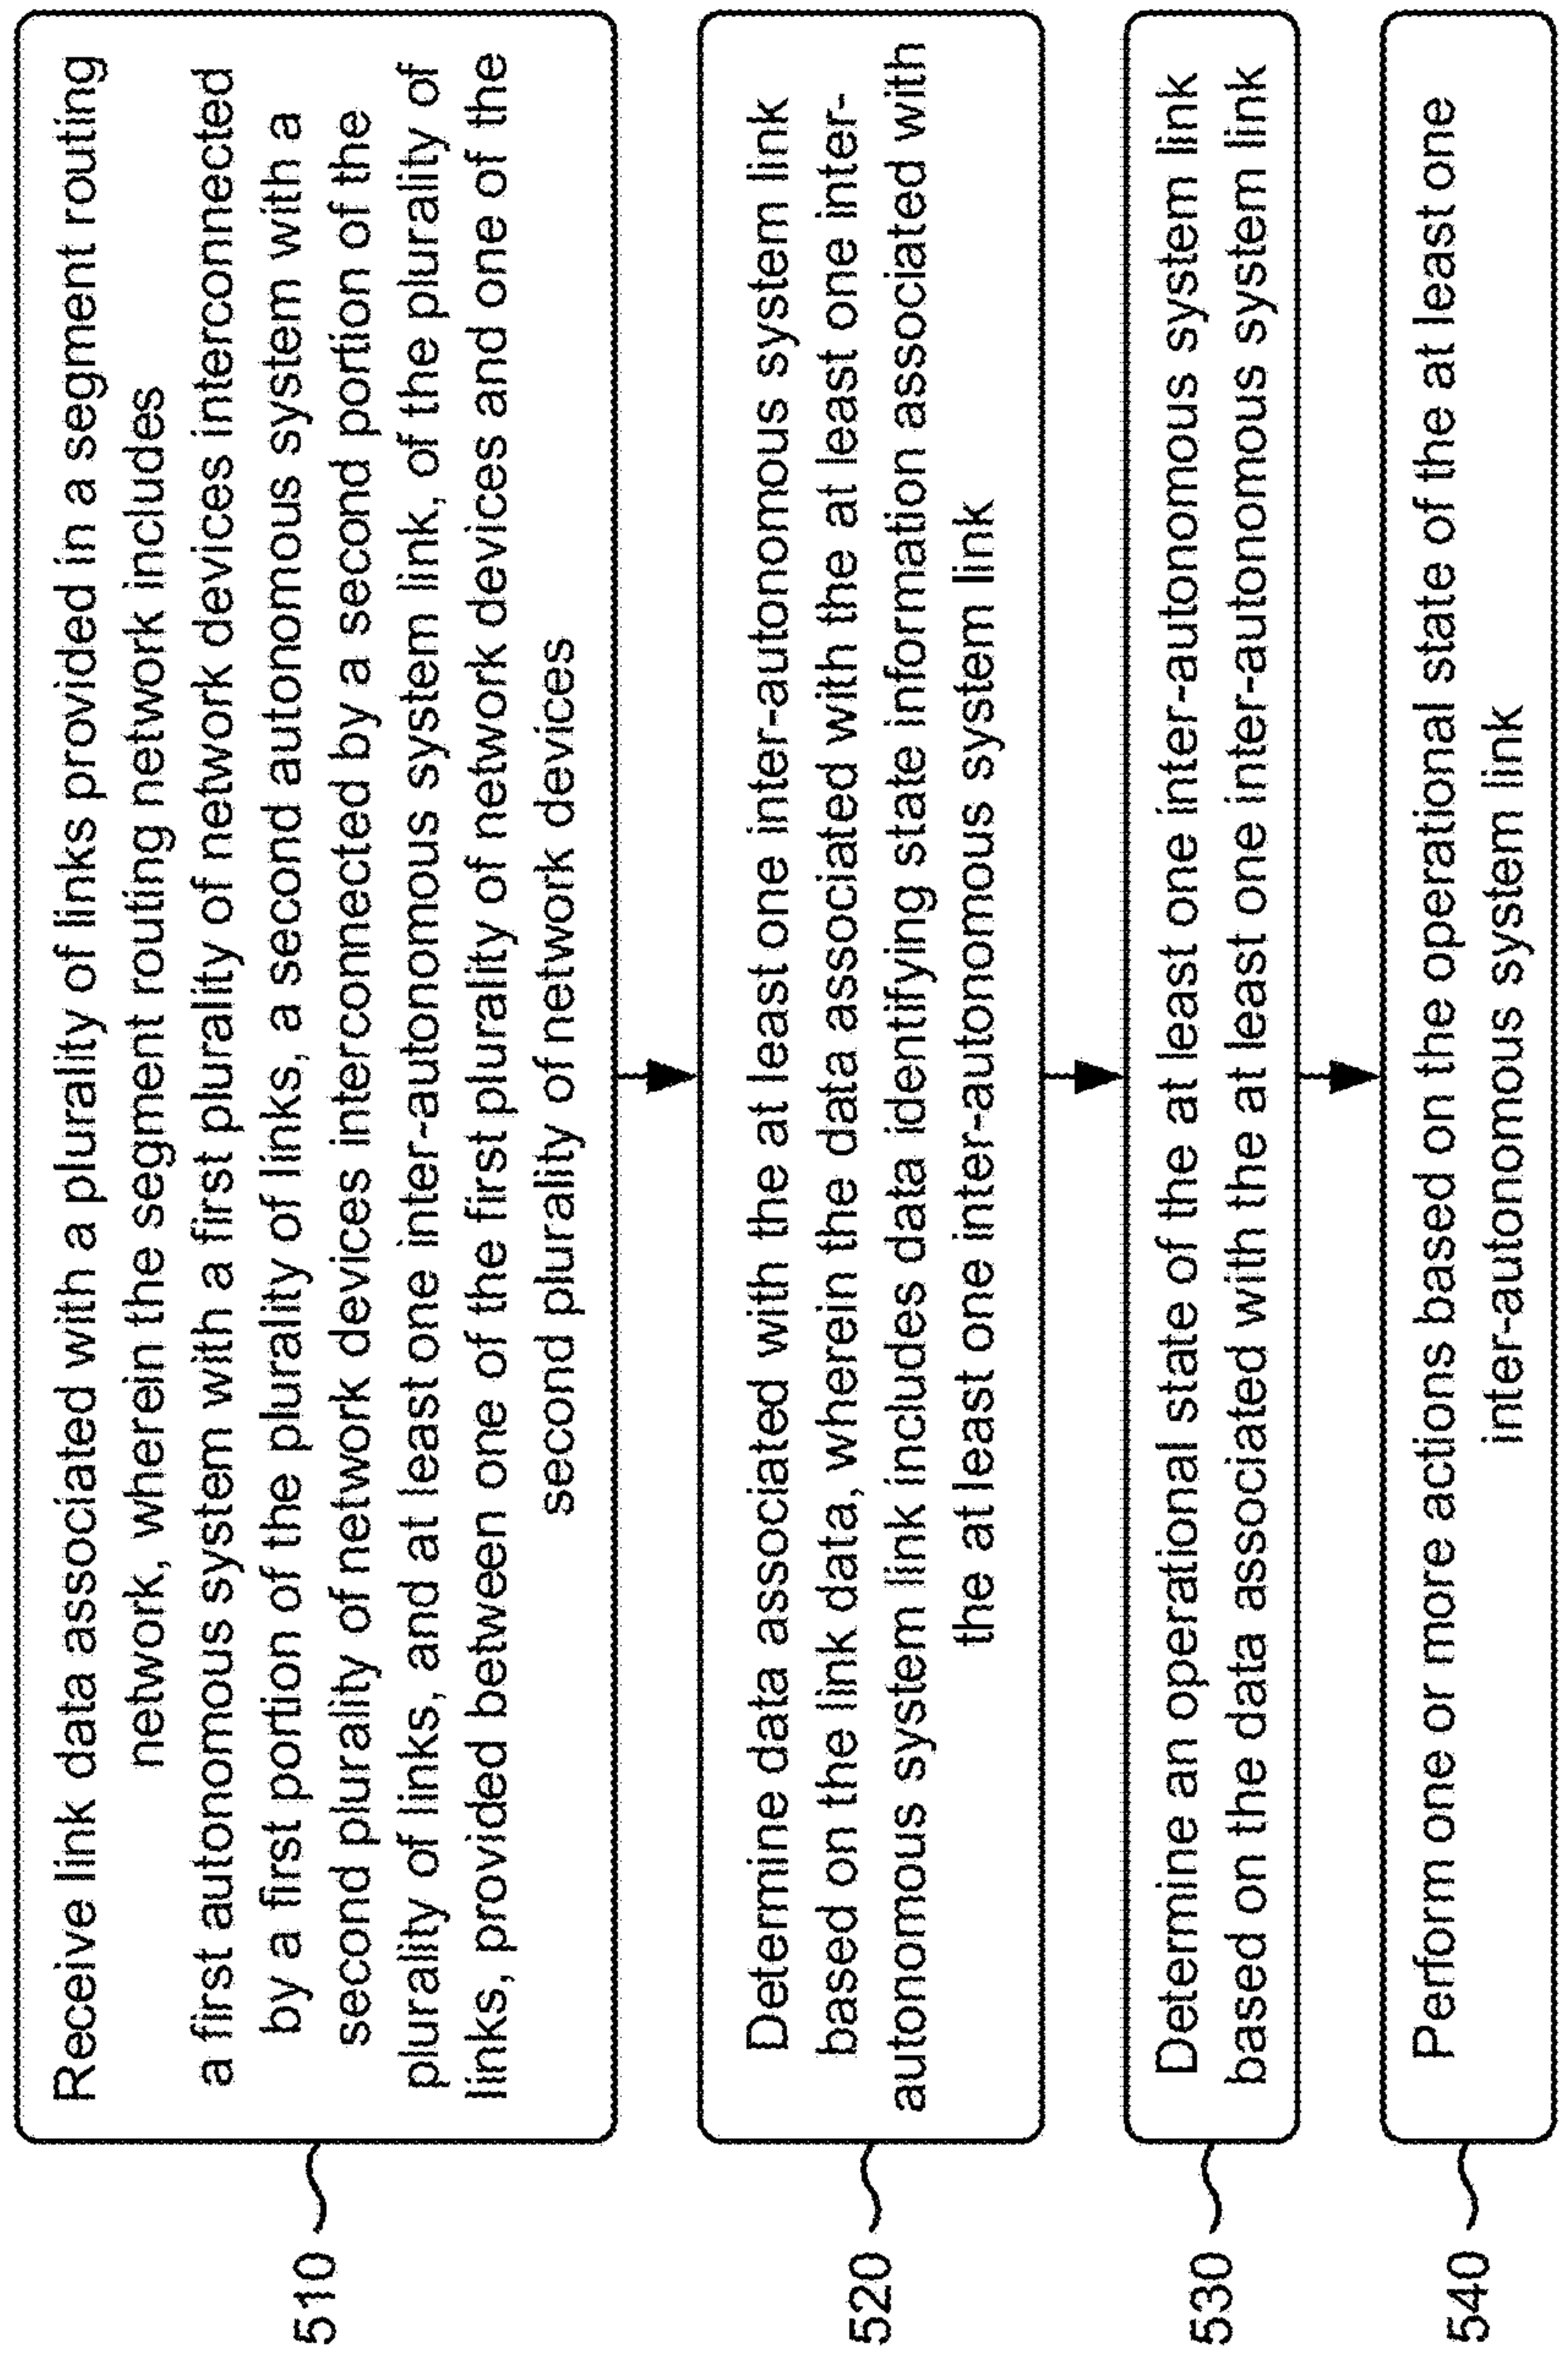 510
Receive link data associated with a plurality of links provided in a segment routing
network, wherein the segment routing network includes
a first autonomous system with a first plurality of network devices interconnected
by a first portion of the plurality of links, a second autonomous system with a
second plurality of network devices interconnected by a second portion of the
plurality of links, and at least one inter-autonomous system link, of the plurality of
links, provided between one of the first plurality of network devices and one of the
second plurality of network devices
520
Determine data associated with the at least one inter-autonomous system link
based on the link data, wherein the data associated with the at least one inter-
autonomous system link includes data identifying state information associated with
the at least one inter-autonomous system link
530
Determine an operational state of the at least one inter-autonomous system link
based on the data associated with the at least one inter-autonomous system link
540
Perform one or more actions based on the operational state of the at least one
inter-autonomous system link